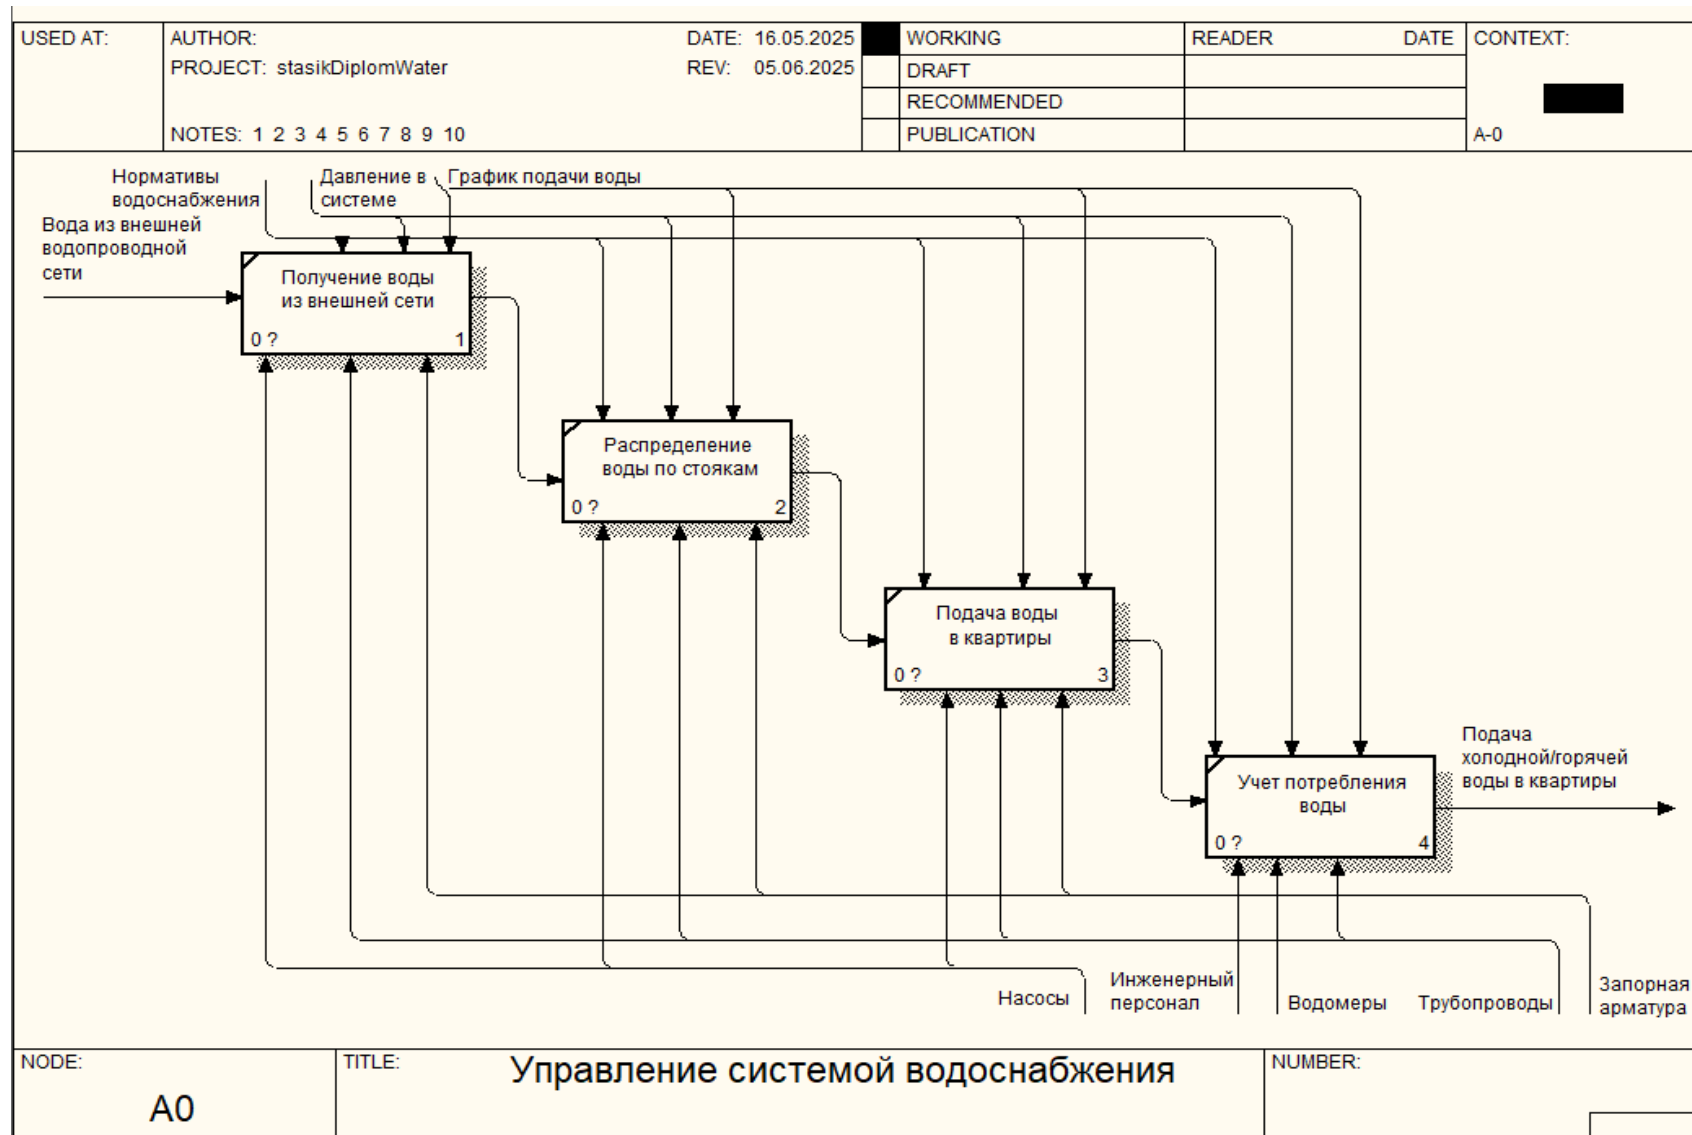 USED AT:
AUTHOR:
DATE: 16.05.2025
PROJECT: stasikDiplomWater
REV: 05.06.2025
NOTES: 1 2 3 4 5 6 7 8 9 10
WORKING
DRAFT
RECOMMENDED
PUBLICATION
READER
DATE
CONTEXT:
A-0
Нормативы
водоснабжения
Давление в
системе
График подачи воды
Вода из внешней
водопроводной
сети
Получение воды
из внешней сети
0 ?
1
Распределение
воды по стоякам
0 ?
2
Подача воды
в квартиры
0 ?
3
Учет потребления
воды
0 ?
4
Подача
холодной/горячей
воды в квартиры
Насосы
Инженерный
персонал
Водомеры
Трубопроводы
Запорная
арматура
NODE:
A0
TITLE:
Управление системой водоснабжения
NUMBER: